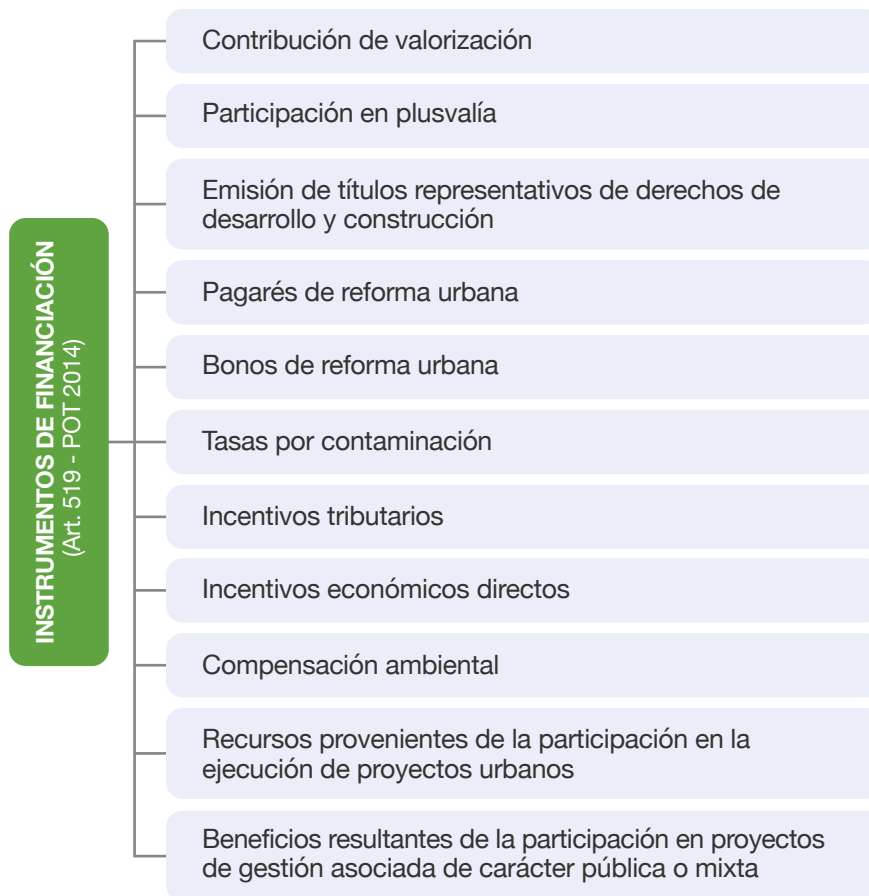 INSTRUMENTOS DE FINANCIACIÓN
(Art. 519 - POT 2014)
Contribución de valorización
Participación en plusvalía
Emisión de títulos representativos de derechos de
desarrollo y construcción
Pagarés de reforma urbana
Bonos de reforma urbana
Tasas por contaminación
Incentivos tributarios
Incentivos económicos directos
Compensación ambiental
Recursos provenientes de la participación en la
ejecución de proyectos urbanos
Beneficios resultantes de la participación en proyectos
de gestión asociada de carácter pública o mixta